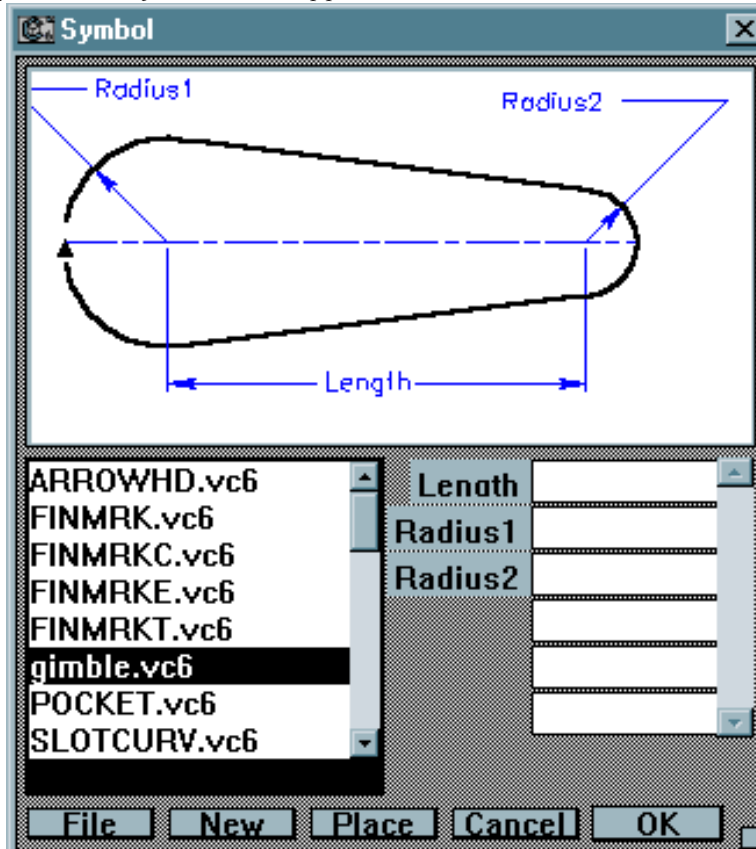 Symbol
Radius1
Radius2
Length
ARROWHD.vc6
FINMRK.vc6
FINMRKC.vc6
FINMRKE.vc6
FINMRKT.vc6
gimble.vc6
POCKET.vc6
SLOTCURV.vc6
Length
Radius1
Radius2
File New Place Cancel OK